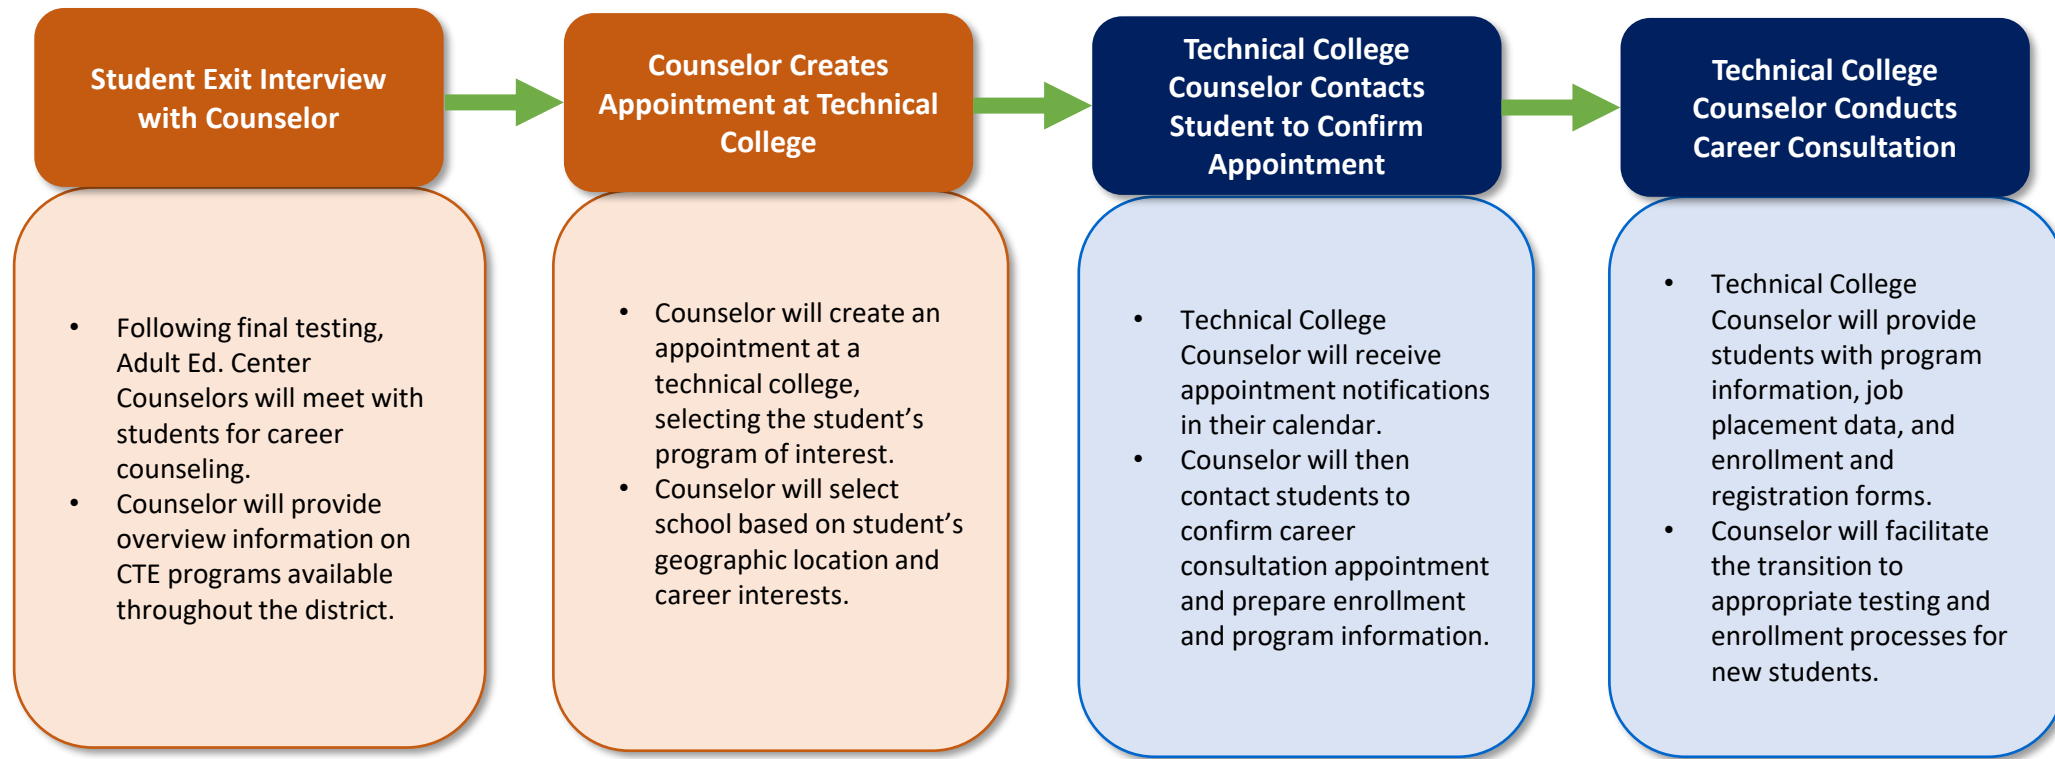 Student Exit Interview
with Counselor
• Following final testing,
Adult Ed. Center
Counselors will meet with
students for career
counseling.
• Counselor will provide
overview information on
CTE programs available
throughout the district.
Counselor Creates
Appointment at Technical
College
• Counselor will create an
appointment at a
technical college,
selecting the student’s
program of interest.
• Counselor will select
school based on student’s
geographic location and
career interests.
Technical College
Counselor Contacts
Student to Confirm
Appointment
• Technical College
Counselor will receive
appointment notifications
in their calendar.
• Counselor will then
contact students to
confirm career
consultation appointment
and prepare enrollment
and program information.
Technical College
Counselor Conducts
Career Consultation
• Technical College
Counselor will provide
students with program
information, job
placement data, and
enrollment and
registration forms.
• Counselor will facilitate
the transition to
appropriate testing and
enrollment processes for
new students.